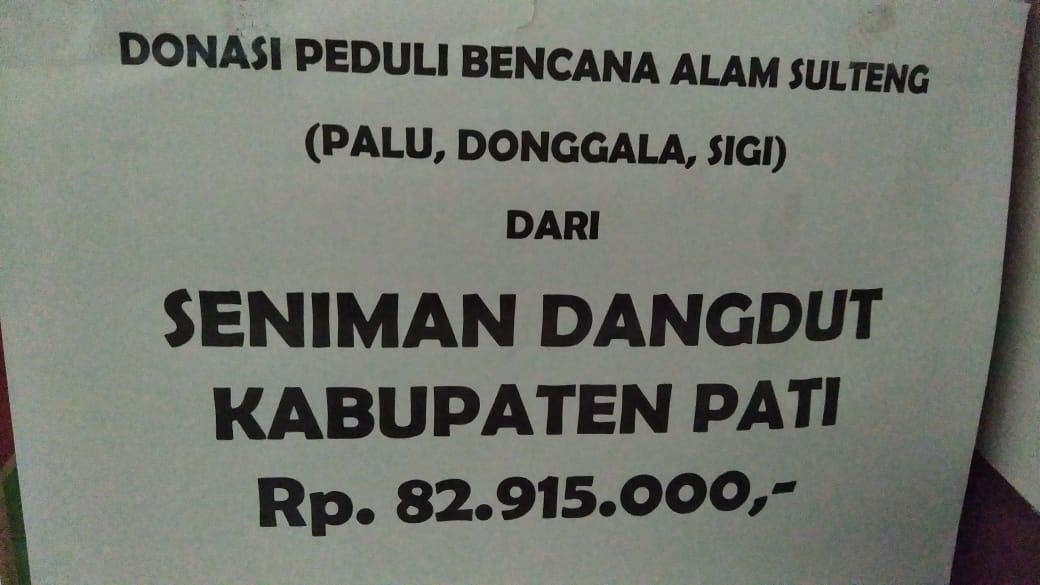 DONASI PEDULI BENCANA ALAM SULTENG
(PALU, DONGGALA, SIGI)
DARI
SENIMAN DANGDUT
KABUPATEN PATI
Rp. 82.915.000,-